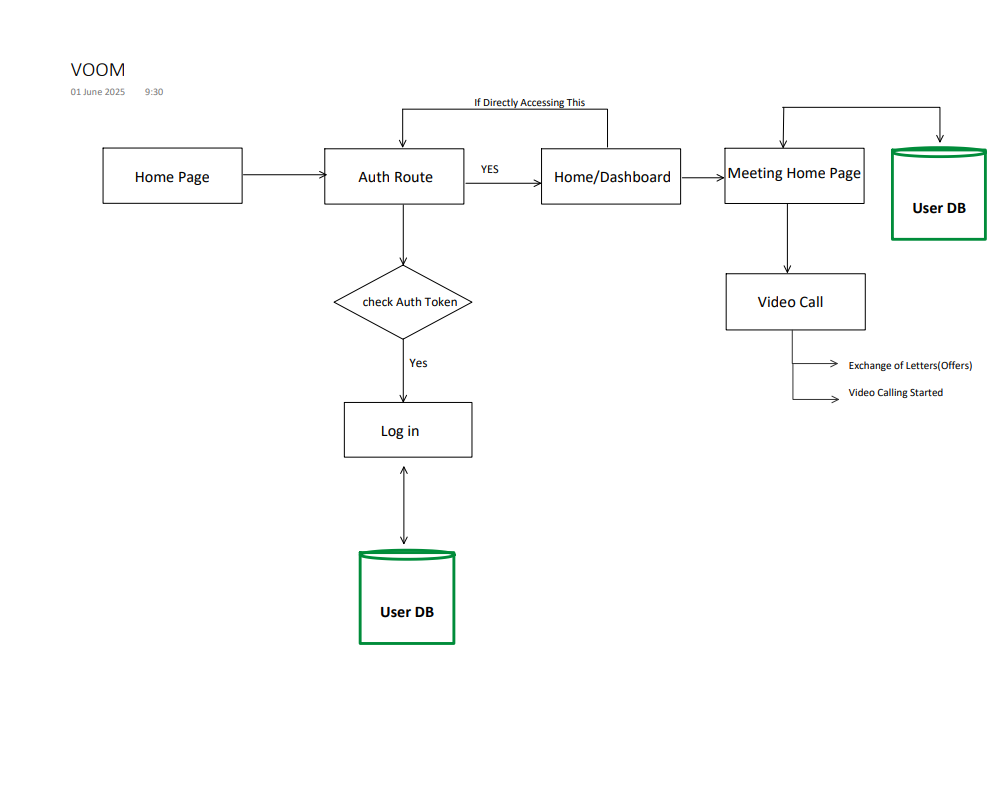 VOOM
01 June 2025 9:30
If Directly Accessing This
Home Page
Auth Route
YES
Home/Dashboard
Meeting Home Page
User DB
check Auth Token
Video Call
Yes
Exchange of Letters(Offers)
Video Calling Started
Log in
User DB